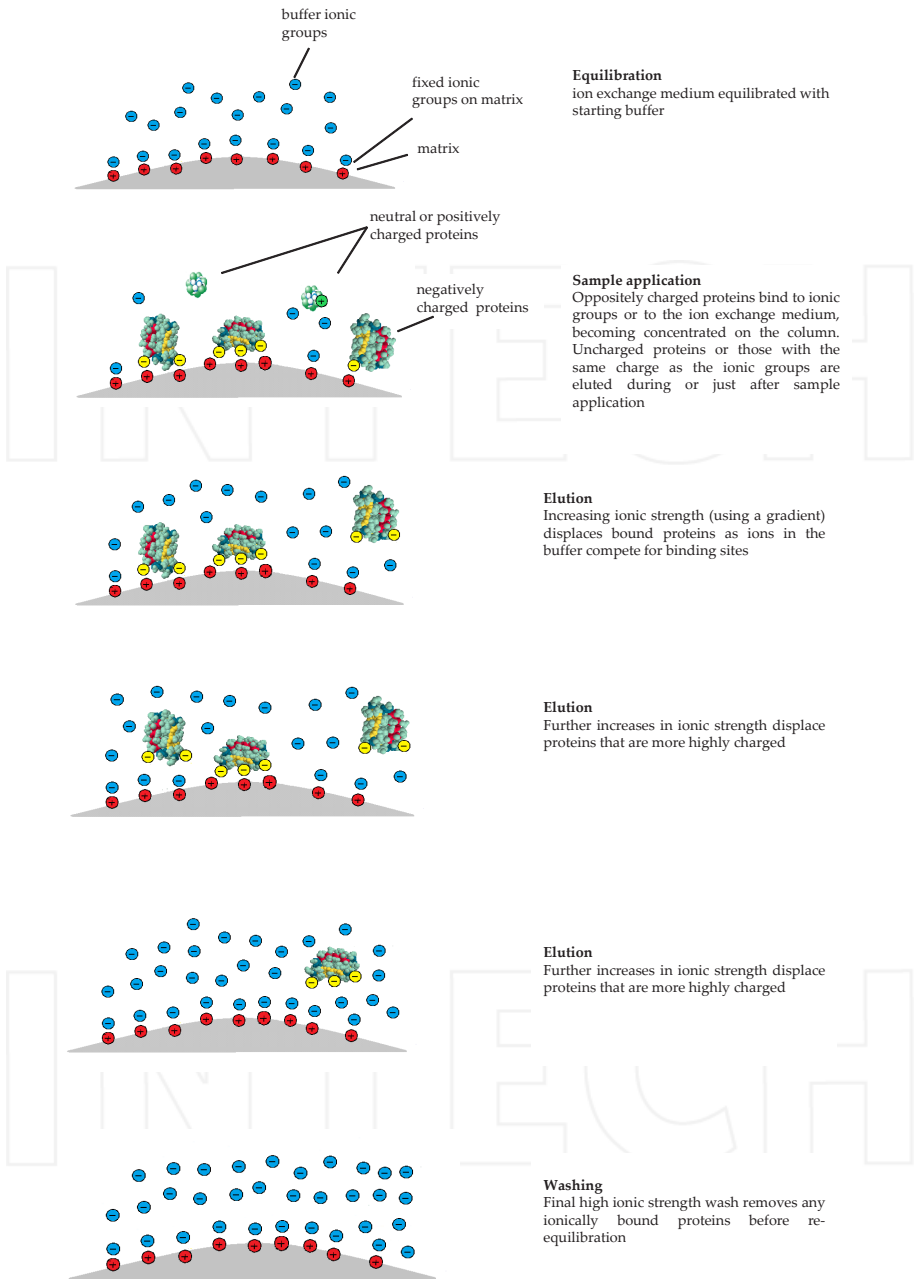 buffer ionic
groups
fixed ionic
groups on matrix
matrix
Equilibration
ion exchange medium equilibrated with
starting buffer
neutral or positively
charged proteins
negatively
charged proteins
Sample application
Oppositely charged proteins bind to ionic
groups or to the ion exchange medium,
becoming concentrated on the column.
Uncharged proteins or those with the
same charge as the ionic groups are
eluted during or just after sample
application
INTECH
Elution
Increasing ionic strength (using a gradient)
displaces bound proteins as ions in the
buffer compete for binding sites
Elution
Further increases in ionic strength displace
proteins that are more highly charged
Elution
Further increases in ionic strength displace
proteins that are more highly charged
INTECH
Washing
Final high ionic strength wash removes any
ionically bound proteins before re-
equilibration